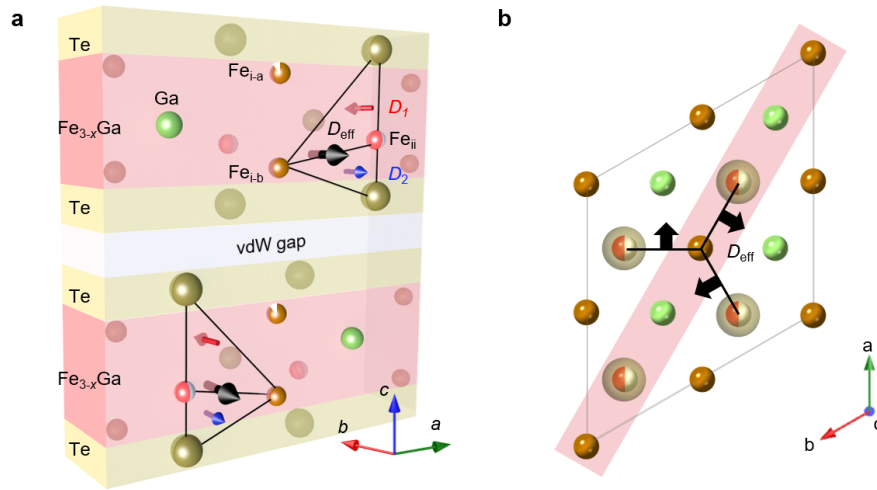 a
Te
Fe3-xGa
Te
Ga
Fei-a
D1
Deff
Feii
Fei-b
D2
vdW gap
Te
Fe3-xGa
Te
c
b
a
b
Deff
a
b
c